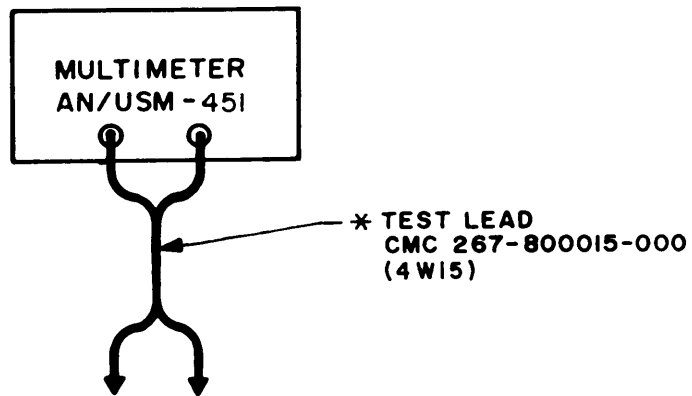 MULTIMETER
AN/USM-451
* TEST LEAD
CMC 267-800015-000
(4W15)